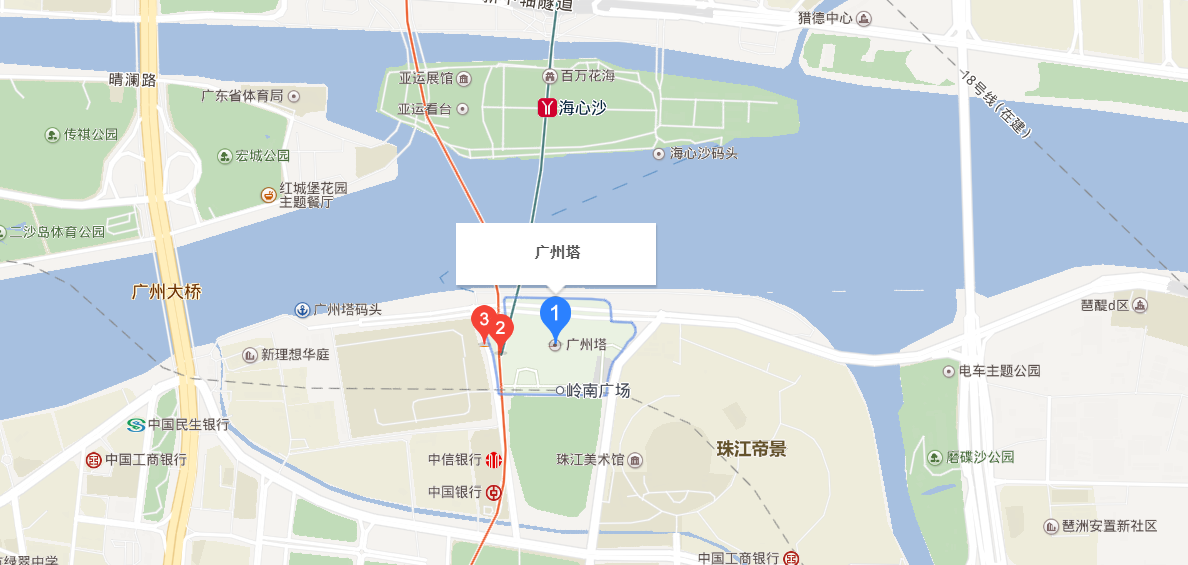 猎德中心
晴澜路
亚运展馆
百万花海
18号线(在建)
广东省体育局
亚运看台
海心沙
传祺公园
宏城公园
海心沙码头
红城堡花园
主题餐厅
二沙岛体育公园
广州塔
广州大桥
广州塔码头
琶醍d区
1
3
2
广州塔
新理想华庭
电车主题公园
岭南广场
中国民生银行
珠江帝景
中国工商银行
中信银行
珠江美术馆
磨碟沙公园
中国银行
琶洲安置新社区
中国工商银行
绿翠中学